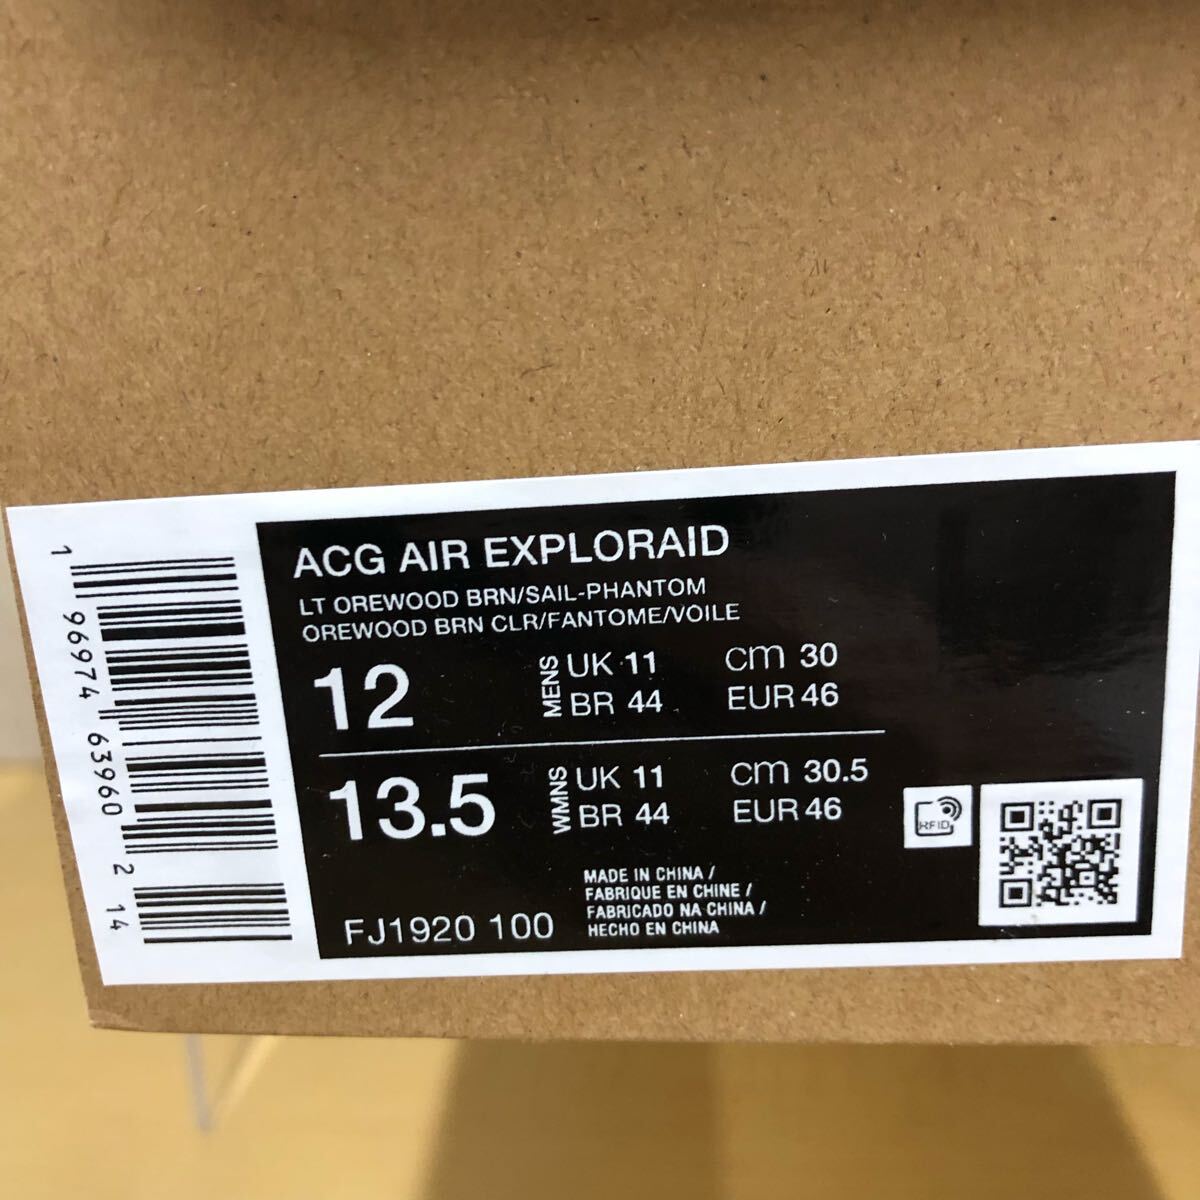 ACG AIR EXPLORAID
LT OREWOOD BRN/SAIL-PHANTOM
OREWOOD BRN CLR/FANTOME/VOILE
12 MENS UK 11 cm 30
BR 44 EUR 46
13.5 WMNS UK 11 cm 30.5
BR 44 EUR 46
FJ1920 100
MADE IN CHINA /
FABRIQUE EN CHINE /
FABRICADO NA CHINA /
HECHO EN CHINA
RFID
1 96974 63960 2 14